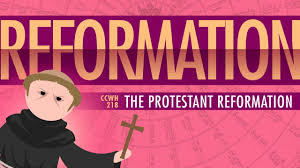 REFORMATION
CCWH
218
THE PROTESTANT REFORMATION